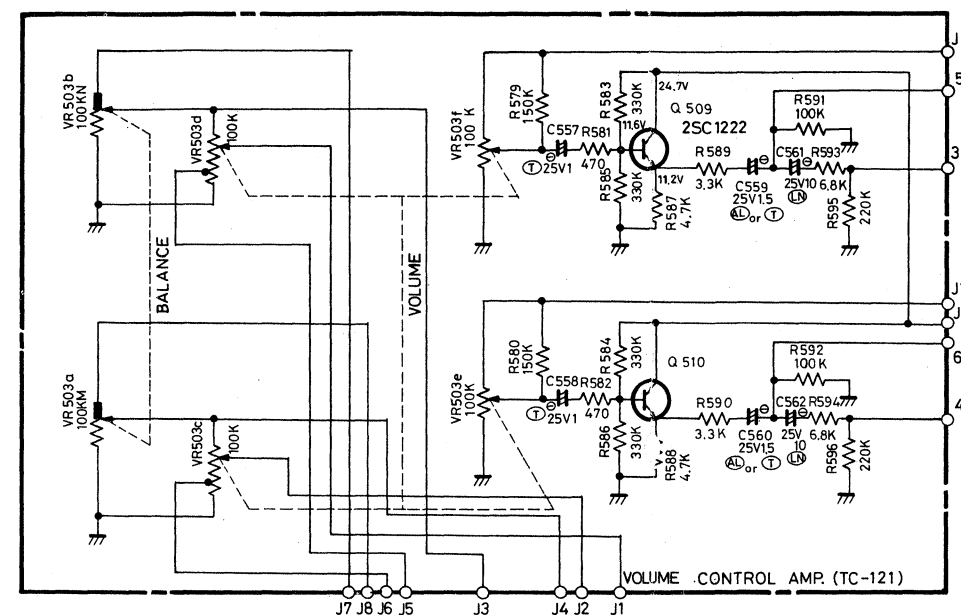 VR503b
100KN
VR503d
100K
BALANCE
VOLUME
VR503a
100KM
VR503c
100K
VR503f
100K
R579
150K
C557
T 25V1
R581
470
R583
330K
11.6V
24.7V
Q 509
2SC1222
R585
330K
11.2V
R587
4.7K
R589
3.3K
C559
25V1.5
AL or T
R591
100K
C561
25V10
LN
R593
6.8K
R595
220K
J
5
3
VR503e
100K
R580
150K
C558
T 25V1
R582
470
R584
330K
Q 510
R586
330K
R588
4.7K
R590
3.3K
C560
25V1.5
AL or T
R592
100K
C562
25V
10
LN
R594
6.8K
R596
220K
J
6
4
VOLUME CONTROL AMP. (TC-121)
J7 J8 J6 J5 J3 J4 J2 J1